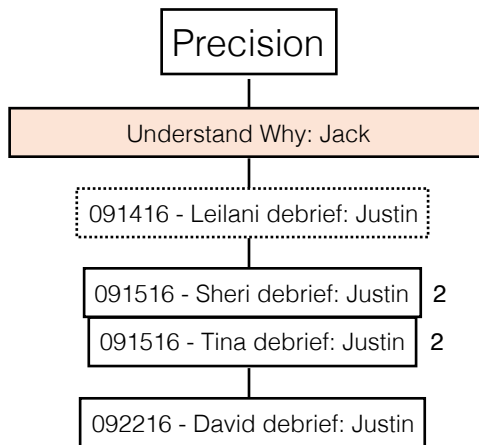 Precision
Understand Why: Jack
091416 - Leilani debrief: Justin
091516 - Sheri debrief: Justin 2
091516 - Tina debrief: Justin 2
092216 - David debrief: Justin